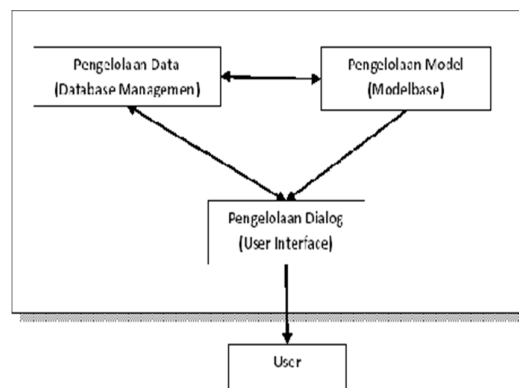 Pengelolaan Data
(Database Managemen)
Pengelolaan Model
(Modelbase)
Pengelolaan Dialog
(User Interface)
User